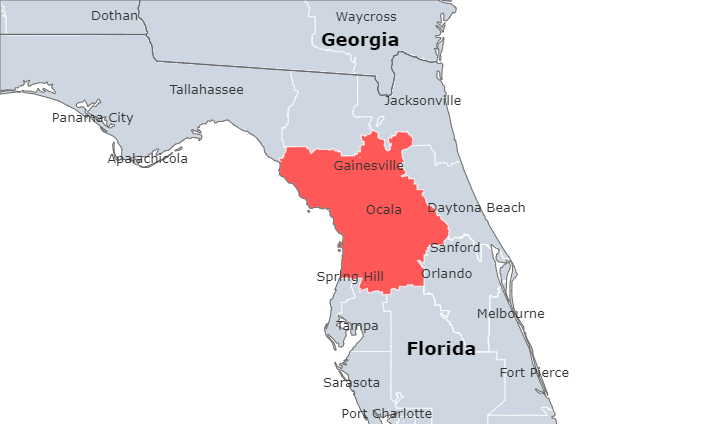 Dothan
Waycross
Georgia
Tallahassee
Jacksonville
Panama City
Apalachicola
Gainesville
Ocala
Daytona Beach
Sanford
Spring Hill
Orlando
Melbourne
Tampa
Florida
Fort Pierce
Sarasota
Port Charlotte